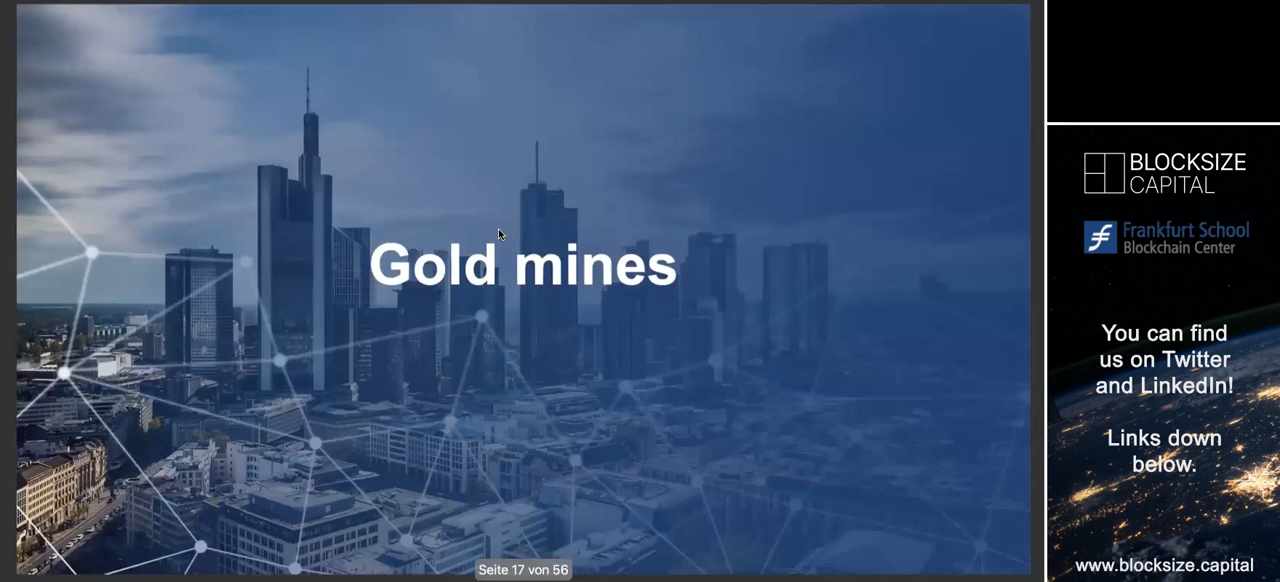 Gold mines
Seite 17 von 56
BLOCKSIZE
CAPITAL
Frankfurt School
Blockchain Center
You can find
us on Twitter
and LinkedIn!
Links down
below.
www.blocksize.capital